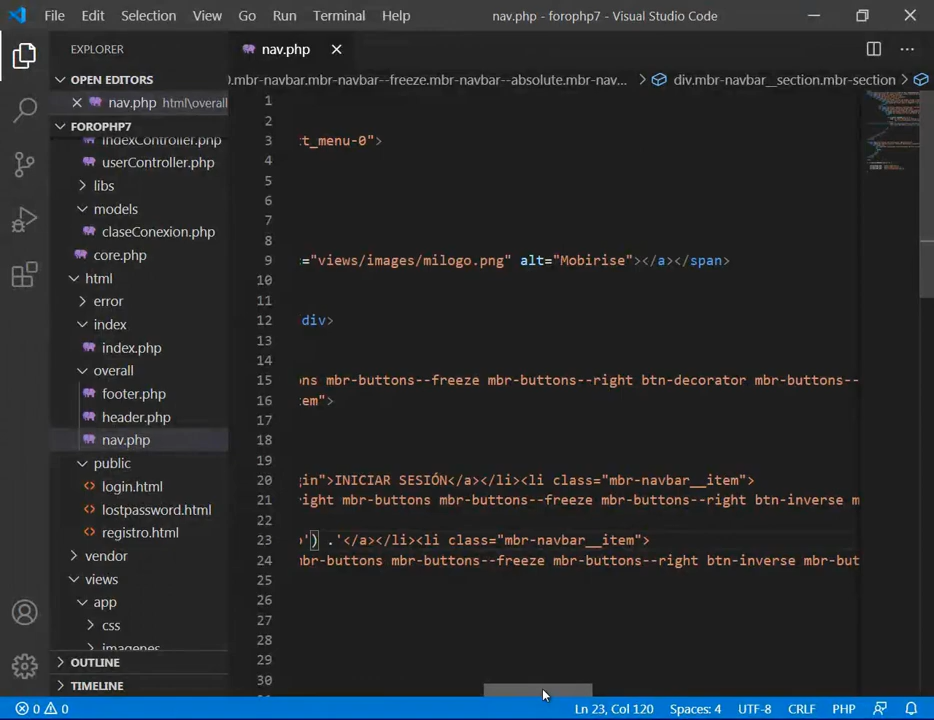 File Edit Selection View Go Run Terminal Help nav.php - forophp7 - Visual Studio Code
EXPLORER
OPEN EDITORS
nav.php html\overall
FOROPHP7
indexController.php
userController.php
libs
models
claseConexion.php
core.php
html
error
index
index.php
overall
footer.php
header.php
nav.php
public
login.html
lostpassword.html
registro.html
vendor
views
app
css
imagenes
OUTLINE
TIMELINE
nav.php
).mbr-navbar.mbr-navbar--freeze.mbr-navbar--absolute.mbr-nav... div.mbr-navbar__section.mbr-section
1
2
3 :t_menu-0">
4
5
6
7
8
9 ="views/images/milogo.png" alt="Mobirise"></a></span>
10
11
12 div>
13
14
15 ons mbr-buttons--freeze mbr-buttons--right btn-decorator mbr-buttons--
16 em">
17
18
19
20 gin">INICIAR SESIÓN</a></li><li class="mbr-navbar__item">
21 right mbr-buttons mbr-buttons--freeze mbr-buttons--right btn-inverse m
22
23 o') .'</a></li><li class="mbr-navbar__item">
24 mbr-buttons mbr-buttons--freeze mbr-buttons--right btn-inverse mbr-but
25
26
27
28
29
30
0 0 Ln 23, Col 120 Spaces: 4 UTF-8 CRLF PHP